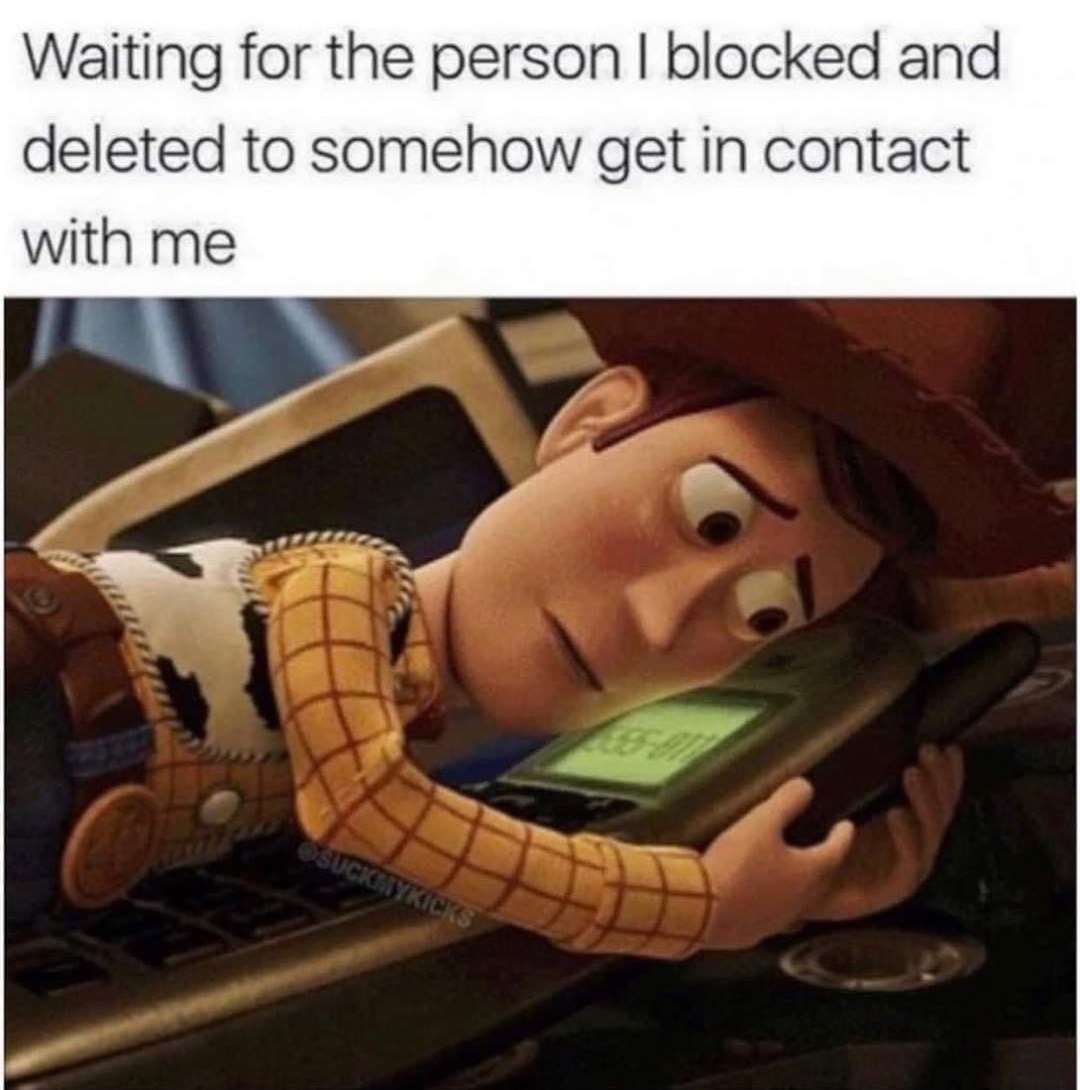 Waiting for the person I blocked and
deleted to somehow get in contact
with me
@SUCKMYKICKS